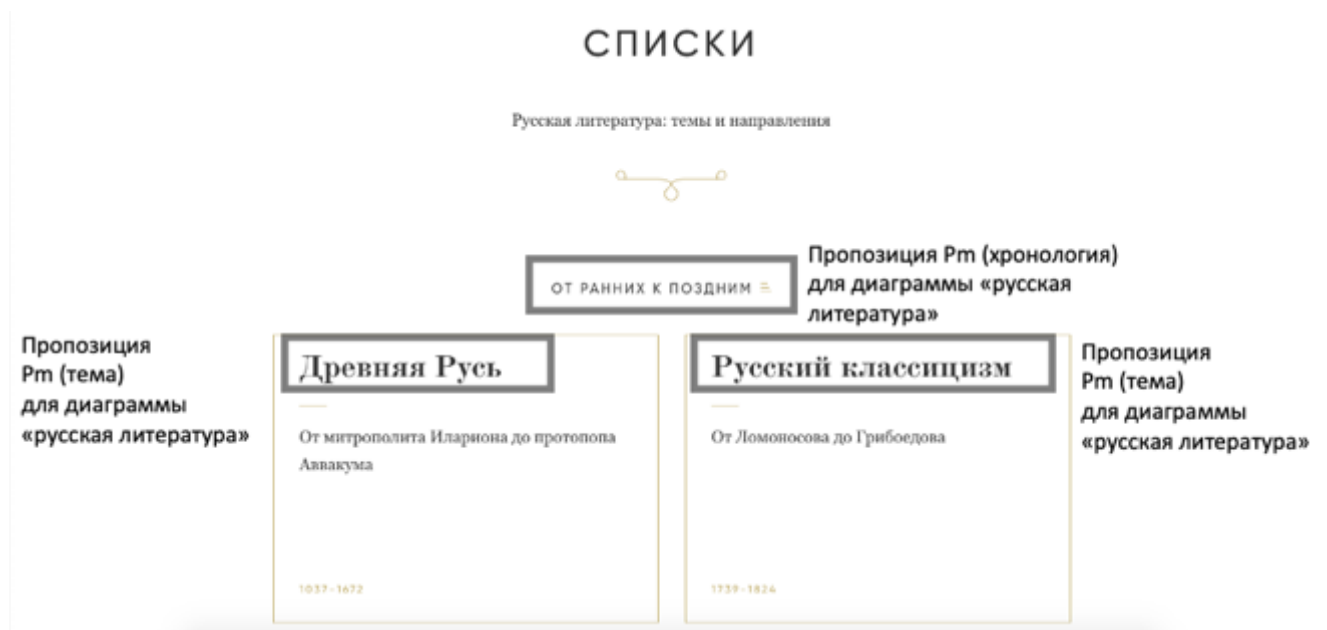 СПИСКИ
Русская литература: темы и направления
ОТ РАННИХ К ПОЗДНИМ
Пропозиция Pm (хронология)
для диаграммы «русская
литература»
Пропозиция
Pm (тема)
для диаграммы
«русская литература»
Древняя Русь
От митрополита Илариона до протопопа
Аввакума
1037–1672
Русский классицизм
От Ломоносова до Грибоедова
1739–1824
Пропозиция
Pm (тема)
для диаграммы
«русская литература»